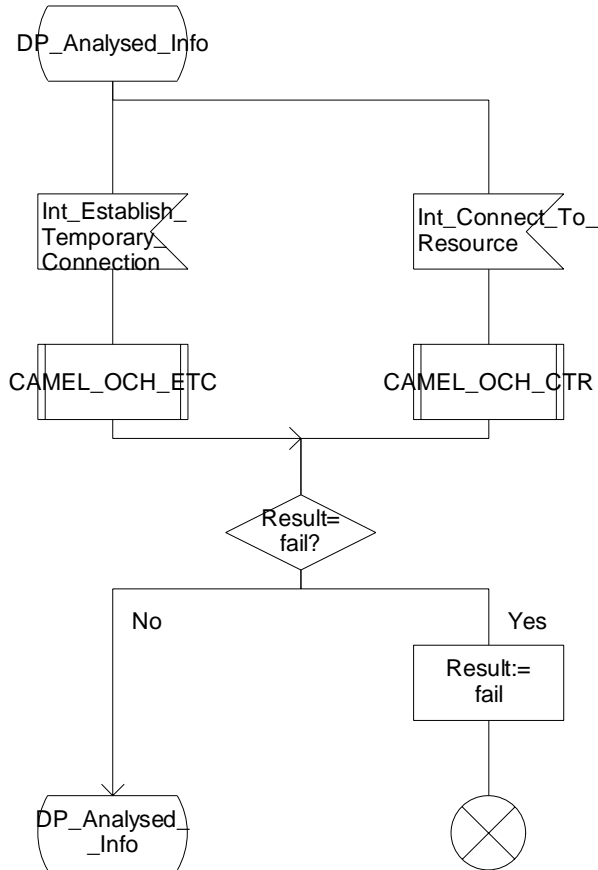 DP_Analysed_Info
Int_Establish_
Temporary_
Connection
Int_Connect_To_
Resource
CAMEL_OCH_ETC
CAMEL_OCH_CTR
Result=
fail?
No
Yes
Result:=
fail
DP_Analysed_
_Info